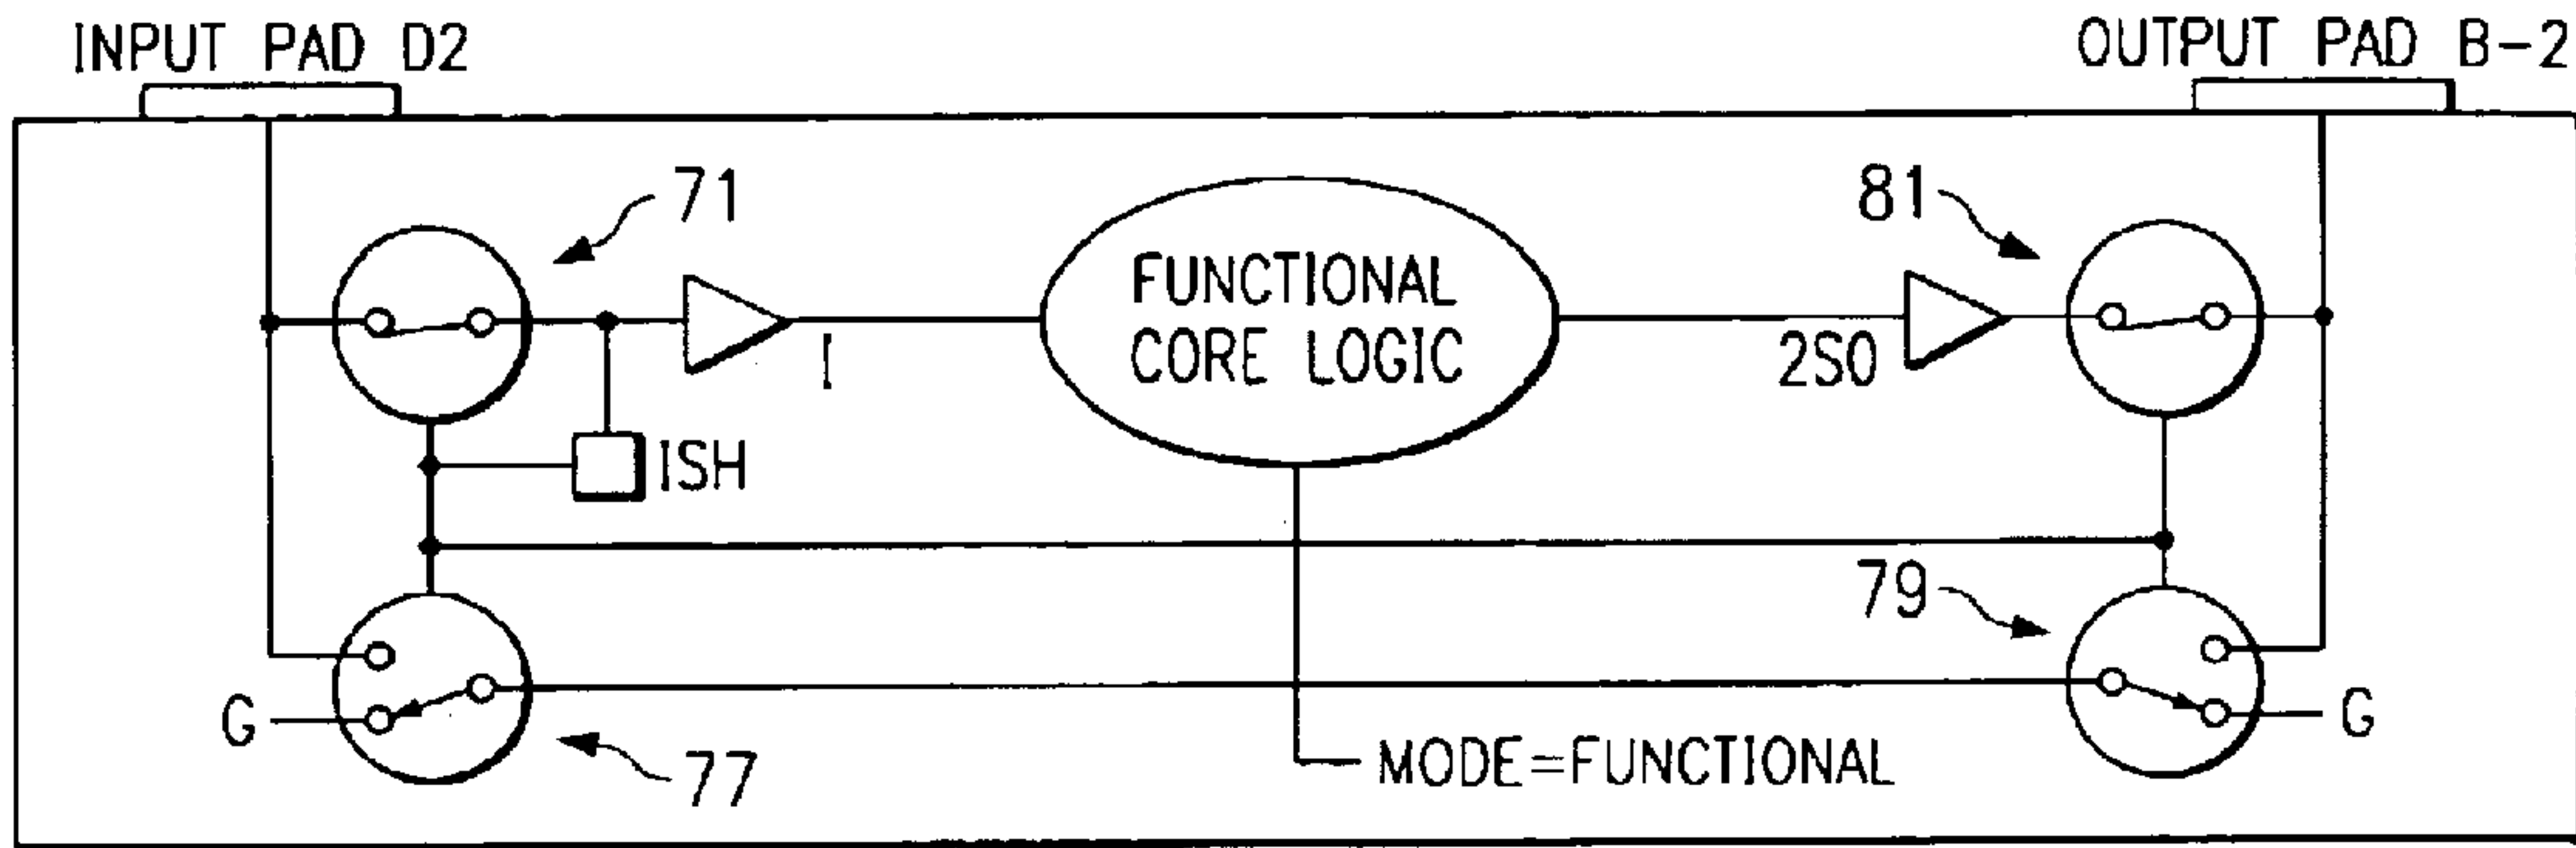 INPUT PAD D2
OUTPUT PAD B-2
71
81
FUNCTIONAL
CORE LOGIC
I
2SO
ISH
79
G
G
77
MODE=FUNCTIONAL